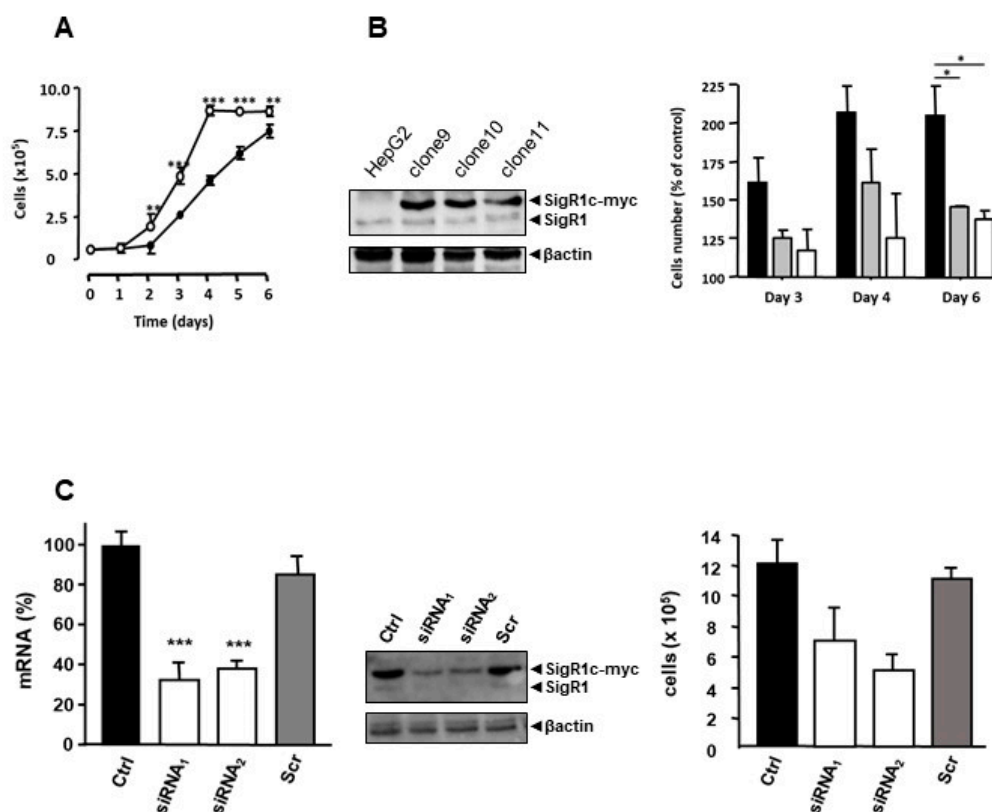 A
B
10.0
7.5
5.0
2.5
0
Cells (x10⁵)
** *** *** *** **
0 1 2 3 4 5 6
Time (days)
HepG2 clone9 clone10 clone11
SigR1c-myc
SigR1
βactin
225
200
175
150
125
100
Cells number (% of control)
*
*
Day 3 Day 4 Day 6
C
100
80
60
40
20
0
mRNA (%)
*** ***
Ctrl siRNA₁ siRNA₂ Scr
Ctrl siRNA₁ siRNA₂ Scr
SigR1c-myc
SigR1
βactin
14
12
10
8
6
4
2
0
cells (x 10⁵)
Ctrl siRNA₁ siRNA₂ Scr